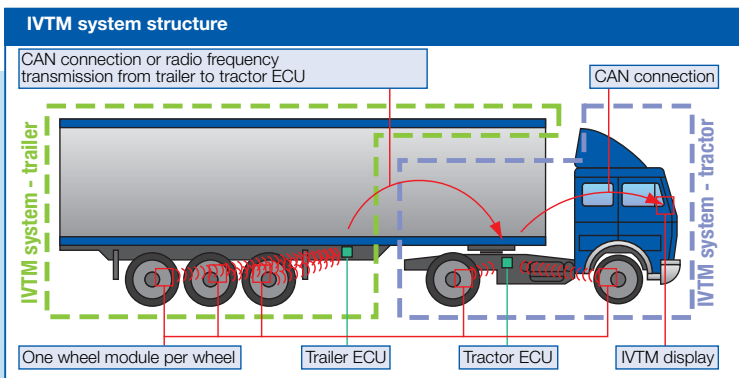 IVTM system structure
CAN connection or radio frequency
transmission from trailer to tractor ECU
CAN connection
IVTM system - trailer
IVTM system - tractor
One wheel module per wheel
Trailer ECU
Tractor ECU
IVTM display